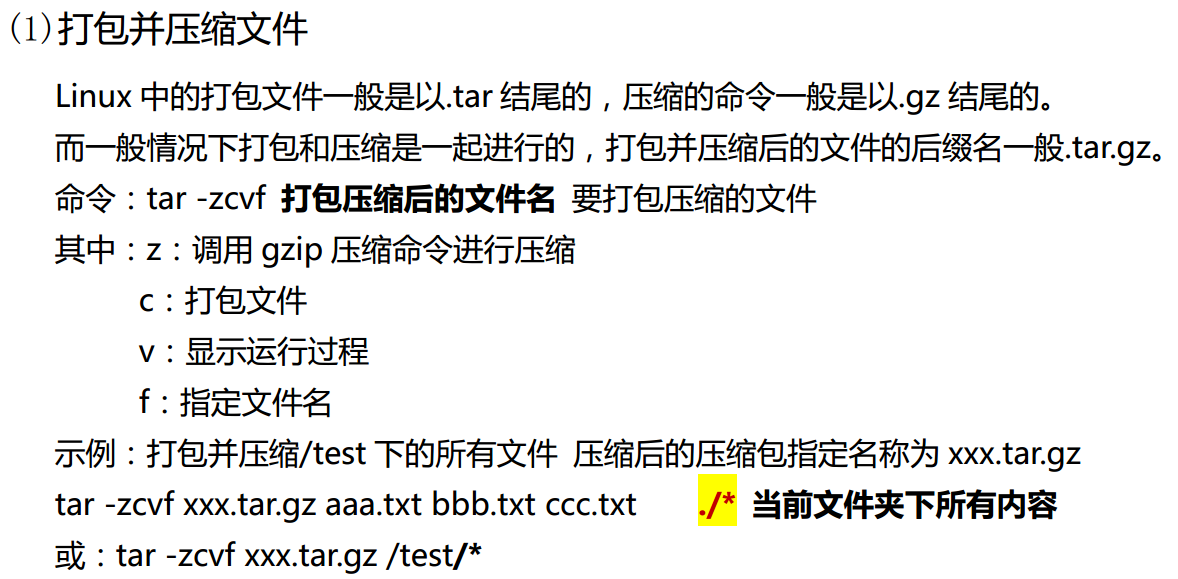 (1)打包并压缩文件
Linux 中的打包文件一般是以.tar 结尾的，压缩的命令一般是以.gz 结尾的。
而一般情况下打包和压缩是一起进行的，打包并压缩后的文件的后缀名一般.tar.gz。
命令：tar -zcvf 打包压缩后的文件名 要打包压缩的文件
其中：z：调用 gzip 压缩命令进行压缩
c：打包文件
v：显示运行过程
f：指定文件名
示例：打包并压缩/test 下的所有文件 压缩后的压缩包指定名称为 xxx.tar.gz
tar -zcvf xxx.tar.gz aaa.txt bbb.txt ccc.txt ./* 当前文件夹下所有内容
或：tar -zcvf xxx.tar.gz /test/*